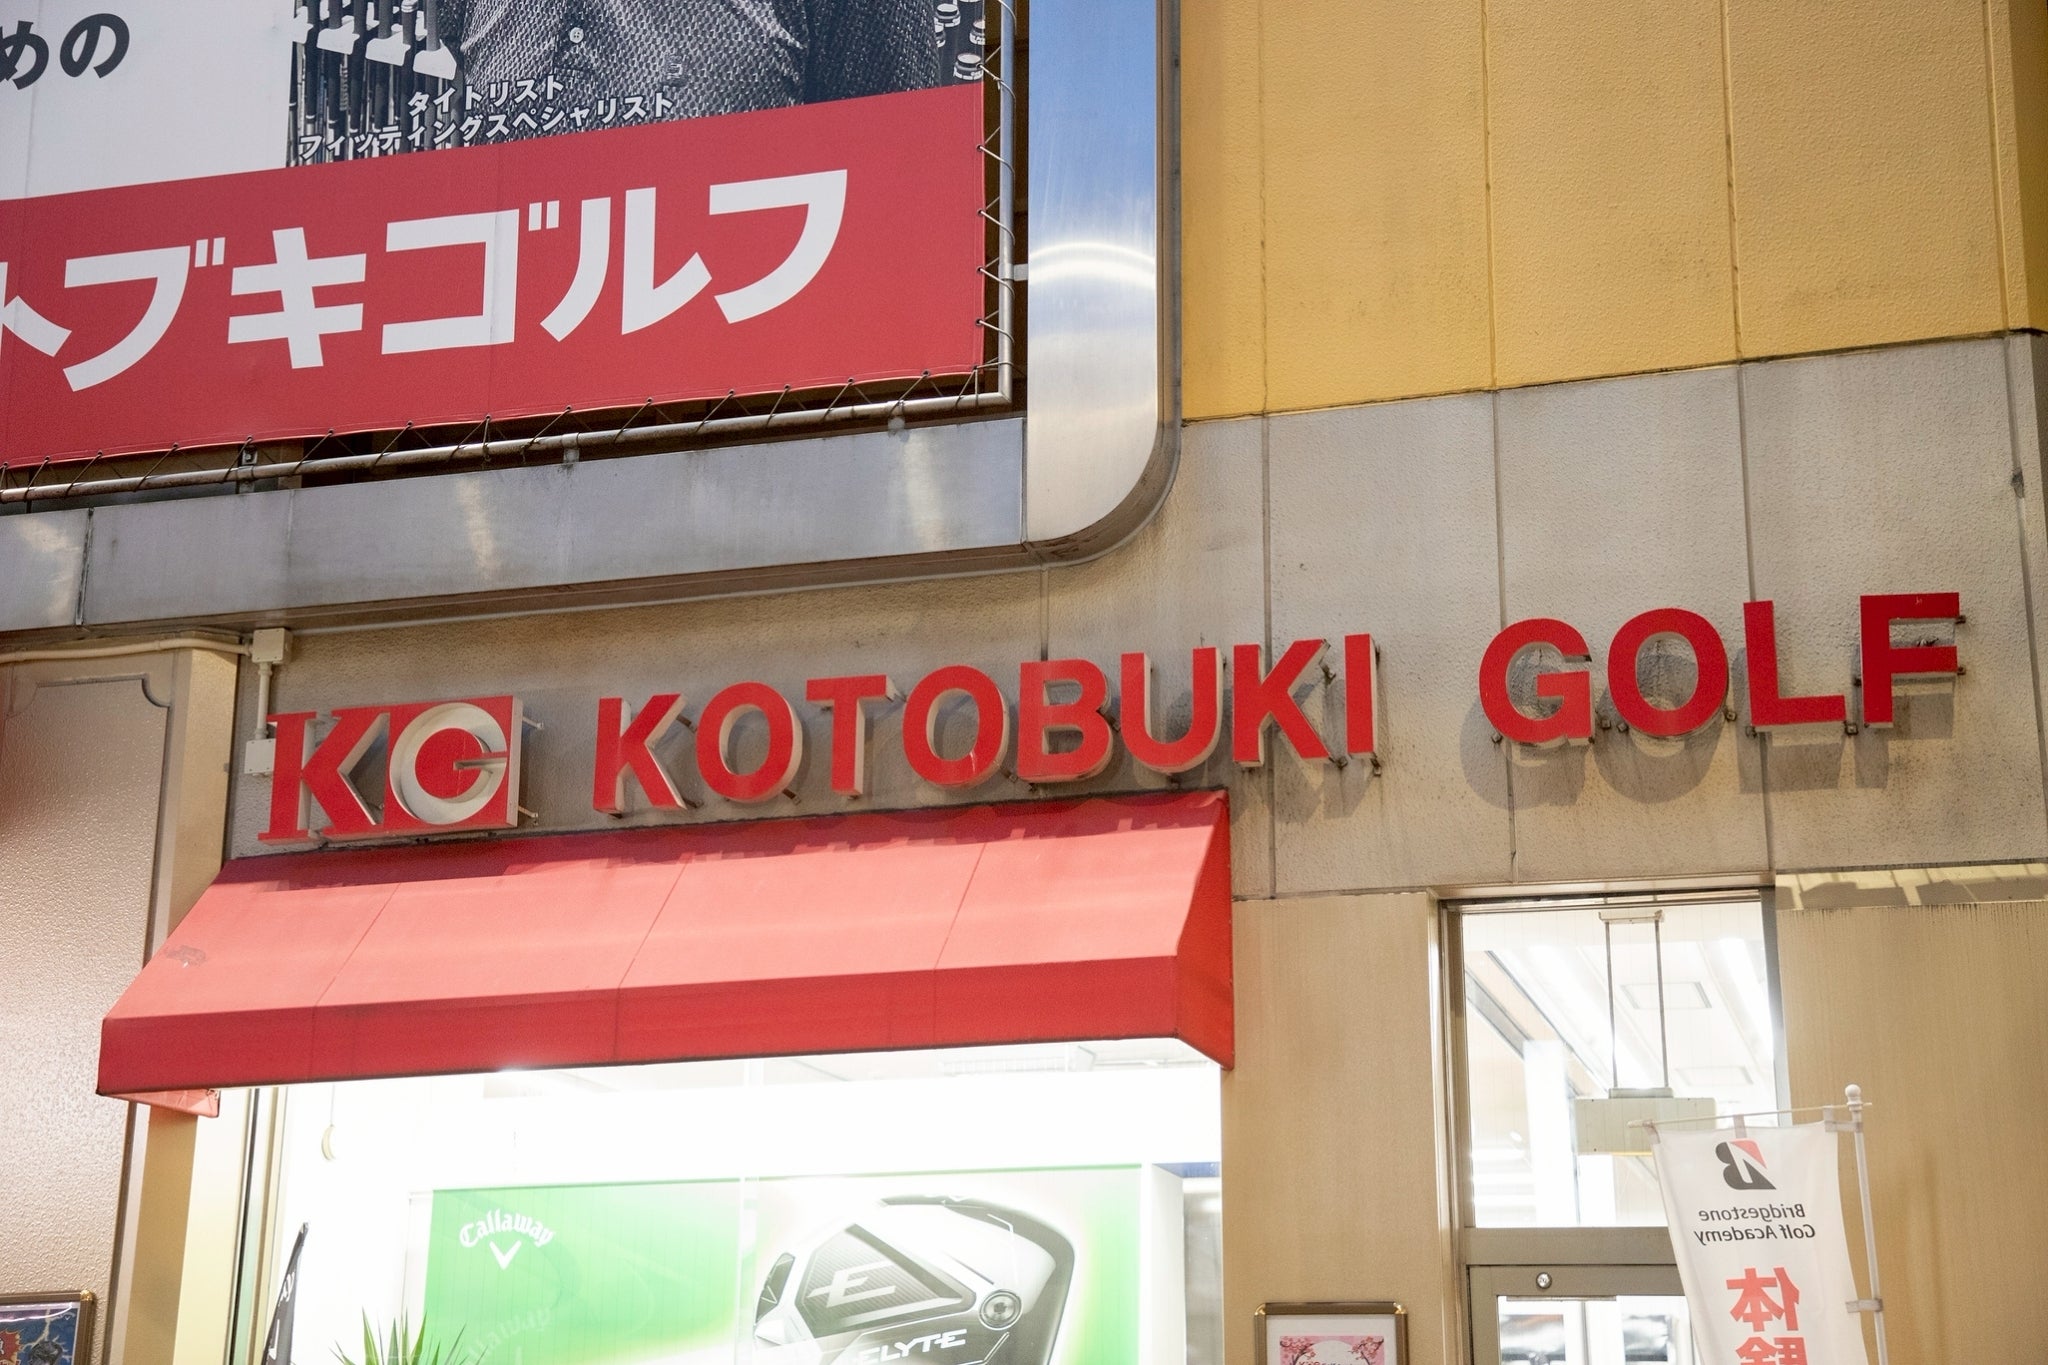 めの
タイトリスト
フィッティングスペシャリスト
トブキゴルフ
KG KOTOBUKI GOLF
Callaway
E
ELYTE
B
Bridgestone
Golf Academy
体験